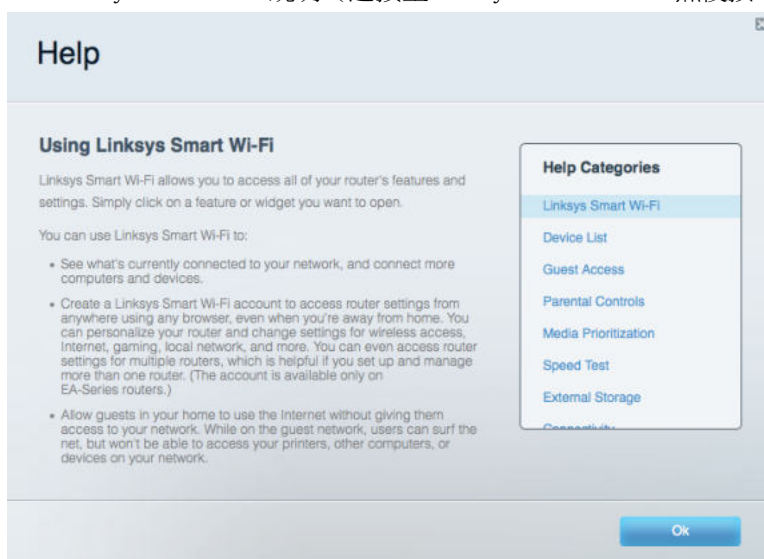 Help
Using Linksys Smart Wi-Fi
Linksys Smart Wi-Fi allows you to access all of your router's features and
settings. Simply click on a feature or widget you want to open.
You can use Linksys Smart Wi-Fi to:
• See what's currently connected to your network, and connect more
computers and devices.
• Create a Linksys Smart Wi-Fi account to access router settings from
anywhere using any browser, even when you're away from home. You
can personalize your router and change settings for wireless access,
Internet, gaming, local network, and more. You can even access router
settings for multiple routers, which is helpful if you set up and manage
more than one router. (The account is available only on
EA-Series routers.)
• Allow guests in your home to use the Internet without giving them
access to your network. While on the guest network, users can surf the
net, but won't be able to access your printers, other computers, or
devices on your network.
Help Categories
Linksys Smart Wi-Fi
Device List
Guest Access
Parental Controls
Media Prioritization
Speed Test
External Storage
Connectivity
Ok